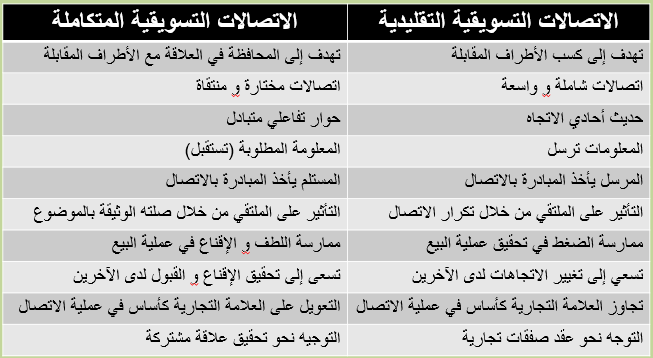 الاتصالات التسويقية التقليدية الاتصالات التسويقية المتكاملة
تهدف إلى كسب الأطراف المقابلة تهدف إلى المحافظة في العلاقة مع الأطراف المقابلة
اتصالات شاملة و واسعة اتصالات مختارة و منتقاة
حديث أحادي الاتجاه حوار تفاعلي متبادل
المعلومات ترسل المعلومة المطلوبة (تستقبل)
المرسل يأخذ المبادرة بالاتصال المستلم يأخذ المبادرة بالاتصال
التأثير على الملتقي من خلال تكرار الاتصال التأثير على الملتقي من خلال صلته الوثيقة بالموضوع
ممارسة الضغط في تحقيق عملية البيع ممارسة اللطف و الإقناع في عملية البيع
تسعي إلى تغيير الاتجاهات لدى الآخرين تسعى إلى تحقيق الإقناع و القبول لدى الآخرين
تجاوز العلامة التجارية كأساس في عملية الاتصال التعويل على العلامة التجارية كأساس في عملية الاتصال
التوجه نحو عقد صفقات تجارية التوجيه نحو تحقيق علاقة مشتركة